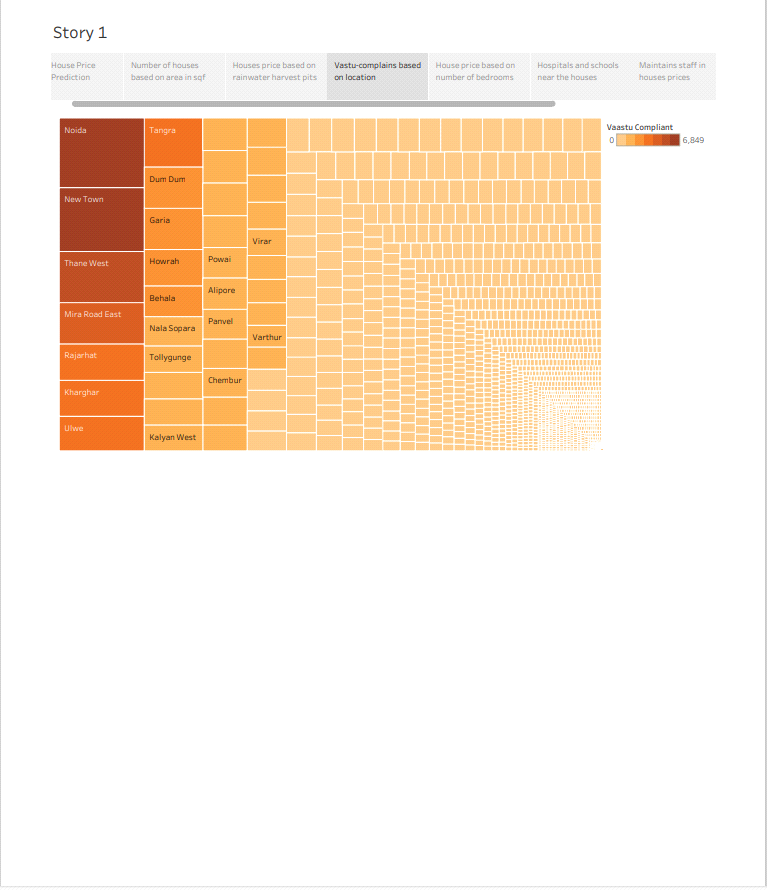 Story 1
House Price
Prediction
Number of houses
based on area in sqf
Houses price based on
rainwater harvest pits
Vastu-complains based
on location
House price based on
number of bedrooms
Hospitals and schools
near the houses
Maintains staff in
houses prices
Noida
New Town
Thane West
Mira Road East
Rajarhat
Kharghar
Ulwe
Tangra
Dum Dum
Garia
Howrah
Behala
Nala Sopara
Tollygunge
Kalyan West
Powai
Alipore
Panvel
Chembur
Virar
Varthur
Vaastu Compliant
0 6,849